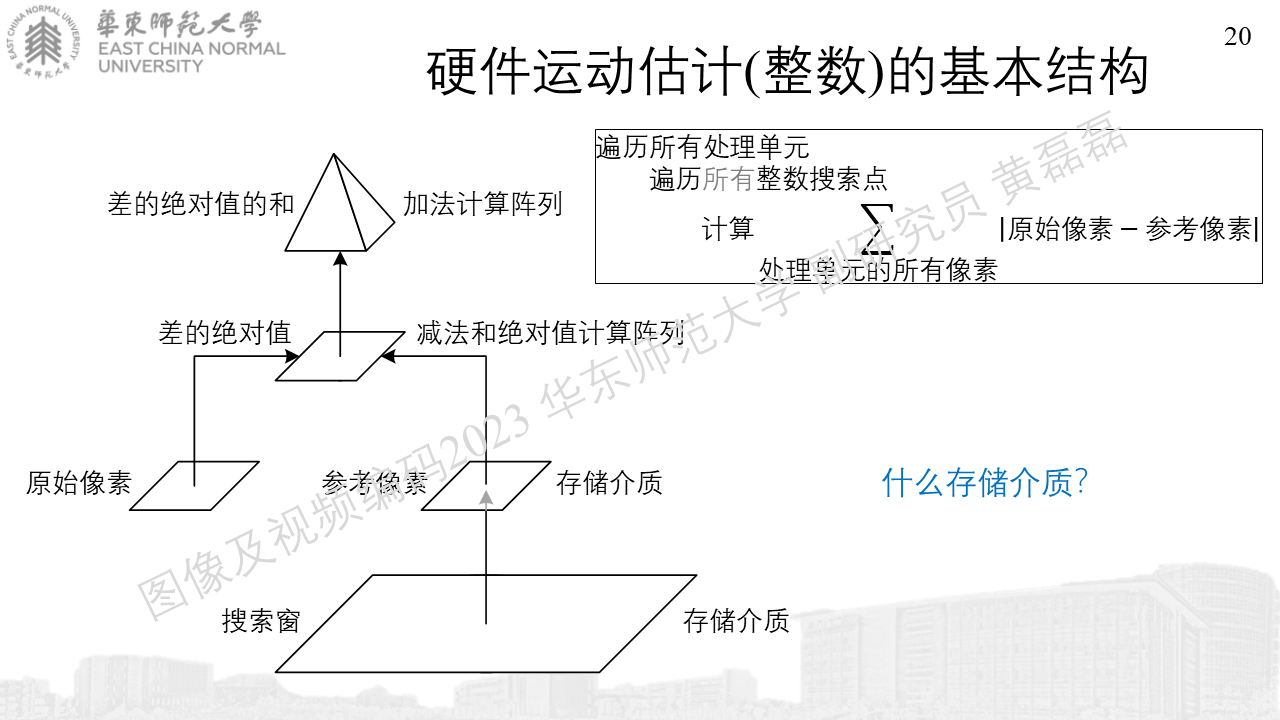 華東師範大學
EAST CHINA NORMAL
UNIVERSITY
20
硬件运动估计(整数)的基本结构
遍历所有处理单元
遍历所有整数搜索点
计算 ∑ |原始像素 − 参考像素|
处理单元的所有像素
差的绝对值的和
加法计算阵列
差的绝对值
减法和绝对值计算阵列
原始像素
参考像素
存储介质
什么存储介质?
搜索窗
存储介质
图像及视频编码2023 华东师范大学 副研究员 黄磊磊